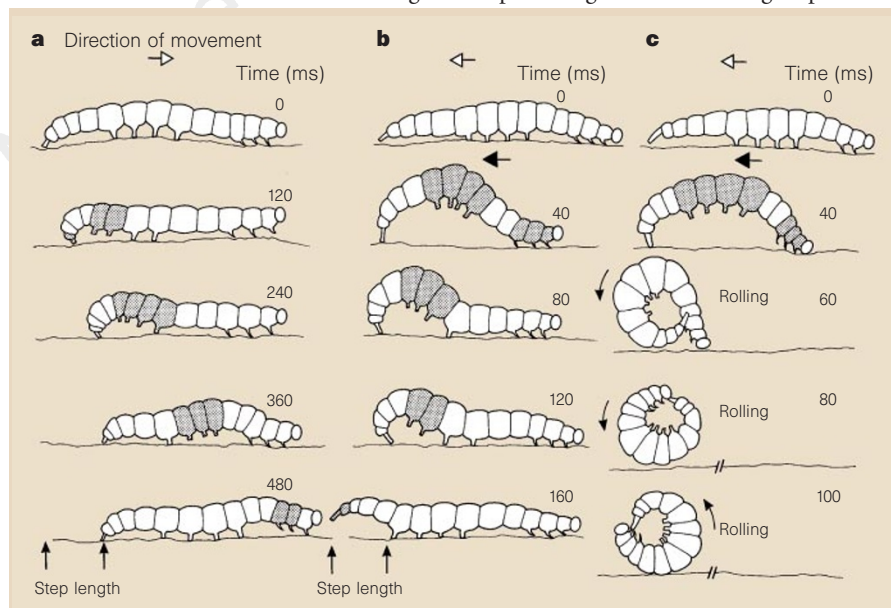 a Direction of movement
Time (ms)
0
120
240
360
480
Step length
b
Time (ms)
0
40
80
120
160
Step length
c
Time (ms)
0
40
Rolling 60
Rolling 80
Rolling 100